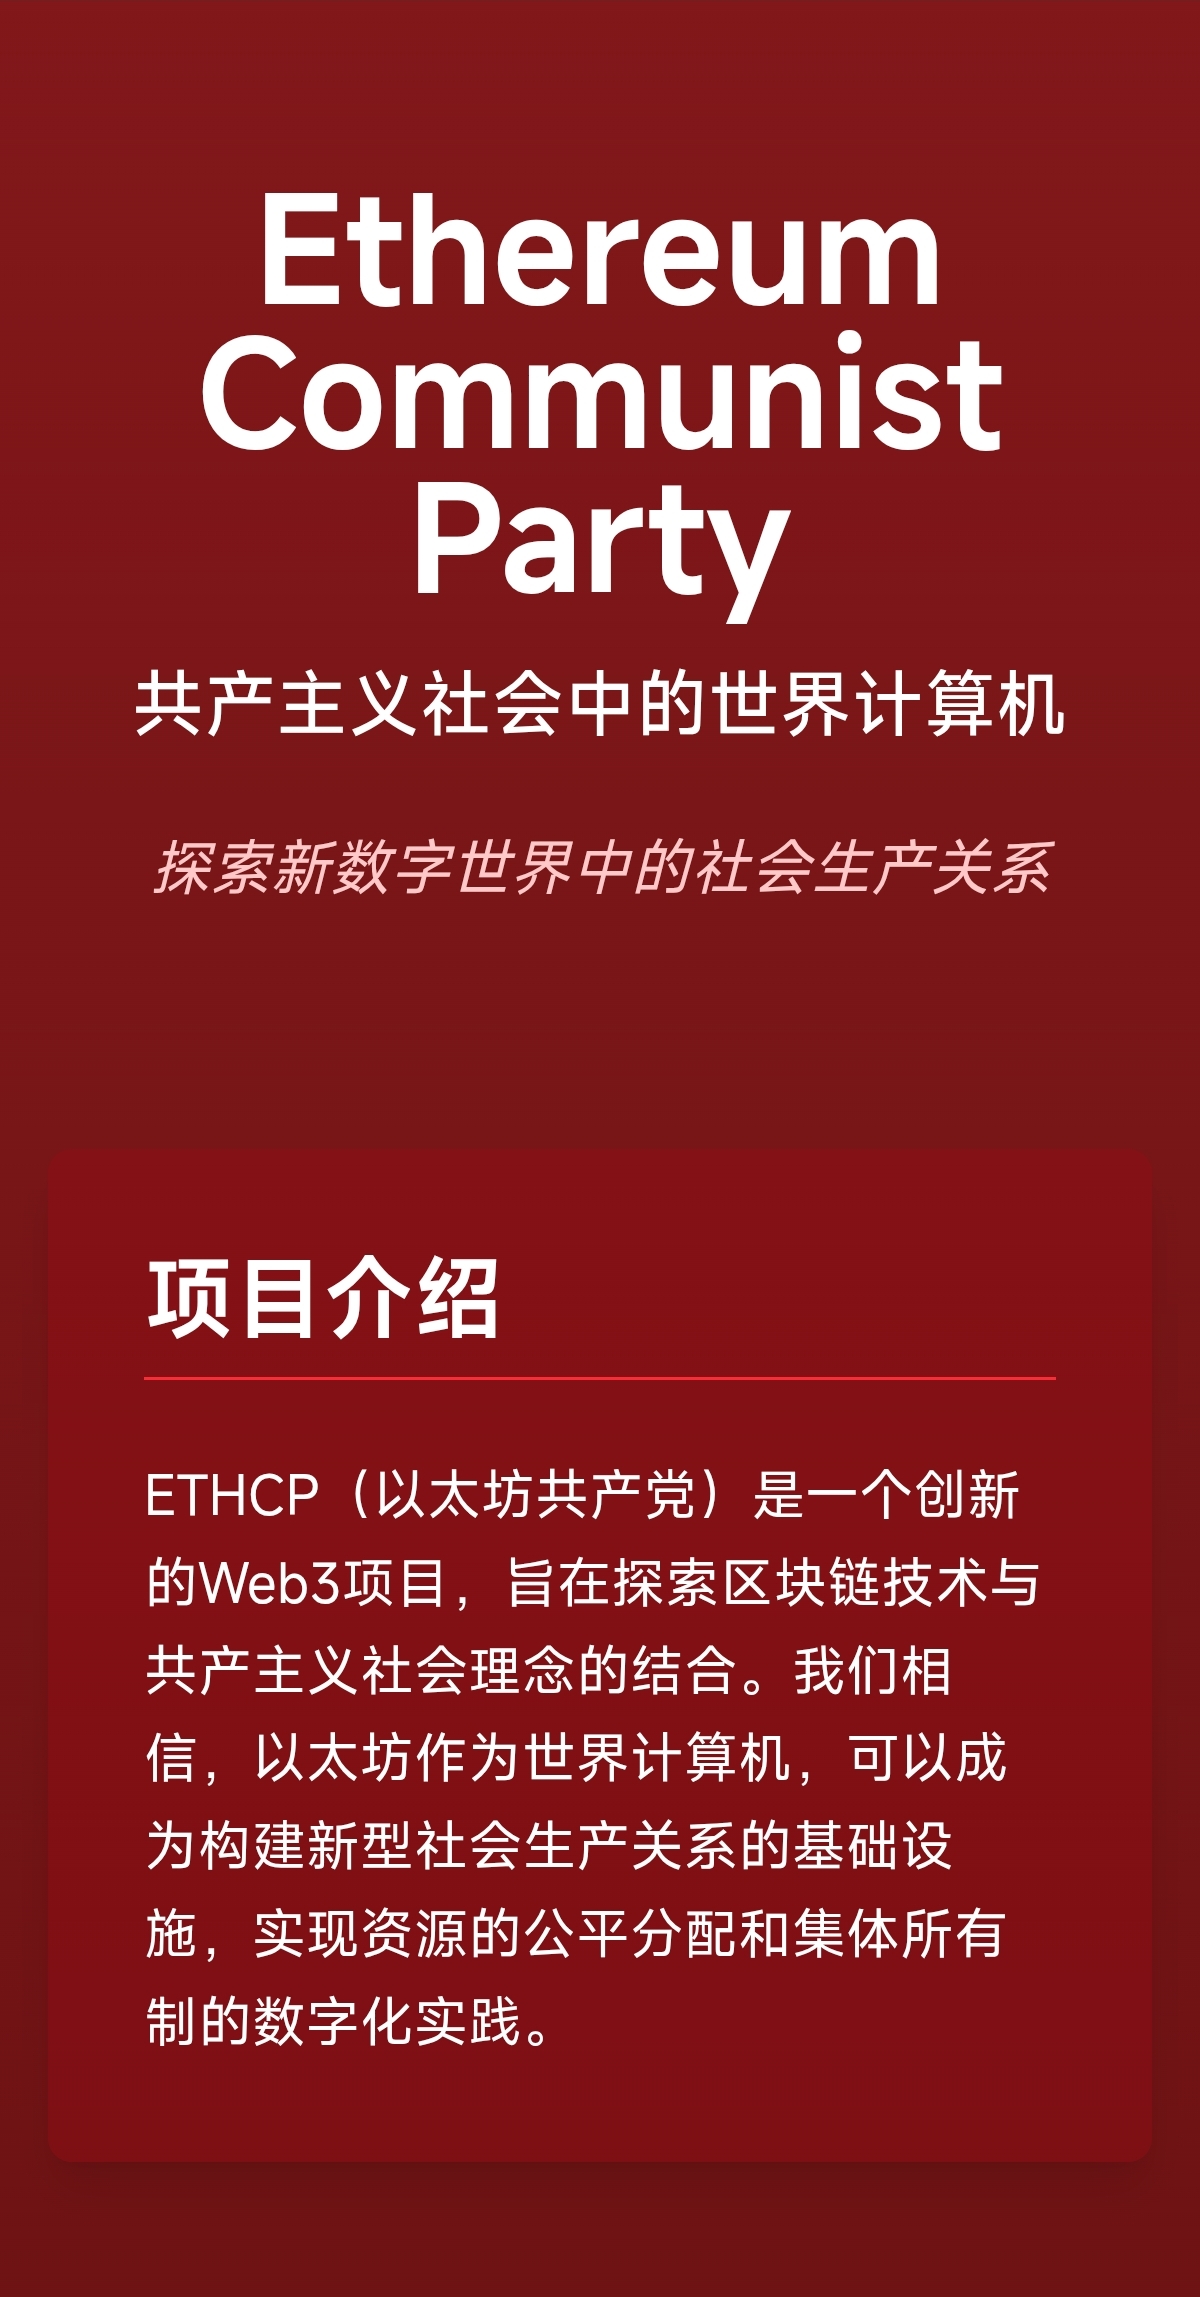 Ethereum
Communist
Party
共产主义社会中的世界计算机
探索新数字世界中的社会生产关系
项目介绍
ETHCP（以太坊共产党）是一个创新
的Web3项目，旨在探索区块链技术与
共产主义社会理念的结合。我们相
信，以太坊作为世界计算机，可以成
为构建新型社会生产关系的基础设
施，实现资源的公平分配和集体所有
制的数字化实践。